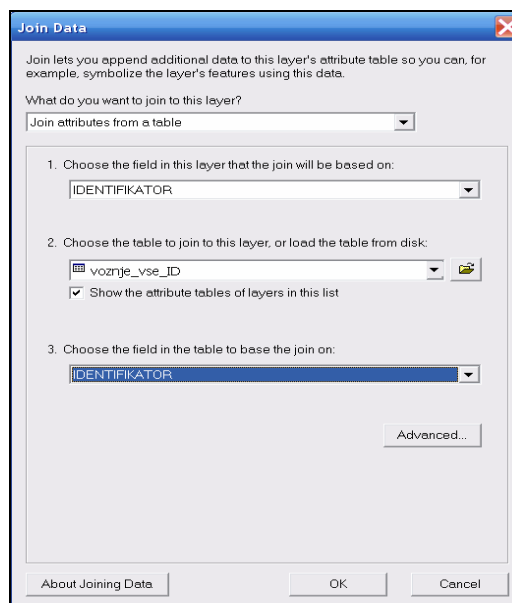 Join Data
Join lets you append additional data to this layer's attribute table so you can, for
example, symbolize the layer's features using this data.
What do you want to join to this layer?
Join attributes from a table
1. Choose the field in this layer that the join will be based on:
IDENTIFIKATOR
2. Choose the table to join to this layer, or load the table from disk:
voznje_vse_ID
Show the attribute tables of layers in this list
3. Choose the field in the table to base the join on:
IDENTIFIKATOR
Advanced...
About Joining Data
OK
Cancel